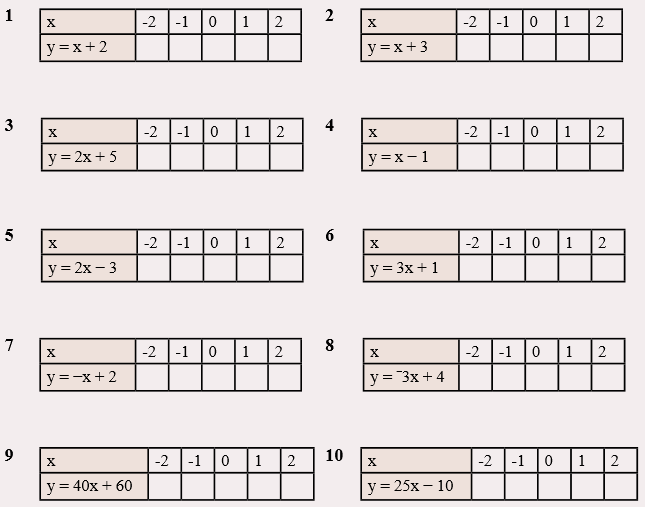 1
x -2 -1 0 1 2
y = x + 2
2
x -2 -1 0 1 2
y = x + 3
3
x -2 -1 0 1 2
y = 2x + 5
4
x -2 -1 0 1 2
y = x − 1
5
x -2 -1 0 1 2
y = 2x − 3
6
x -2 -1 0 1 2
y = 3x + 1
7
x -2 -1 0 1 2
y = −x + 2
8
x -2 -1 0 1 2
y = ⁻3x + 4
9
x -2 -1 0 1 2
y = 40x + 60
10
x -2 -1 0 1 2
y = 25x − 10